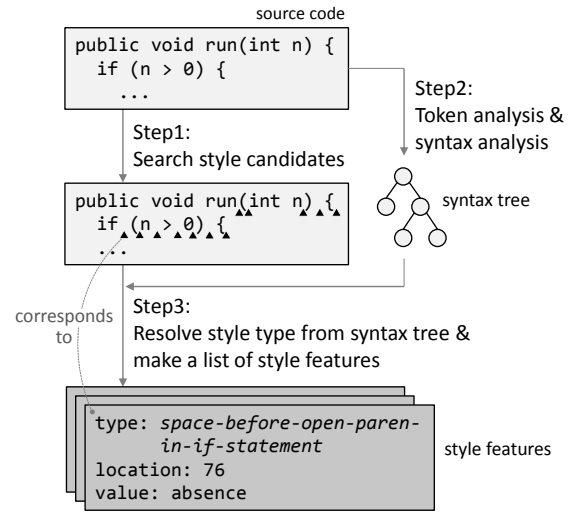 source code
public void run(int n) {
if (n > 0) {
...
Step1:
Search style candidates
Step2:
Token analysis &
syntax analysis
public void run(int n) {
if (n > 0) {
...
syntax tree
corresponds
to
Step3:
Resolve style type from syntax tree &
make a list of style features
type: space-before-open-paren-
in-if-statement
location: 76
value: absence
style features